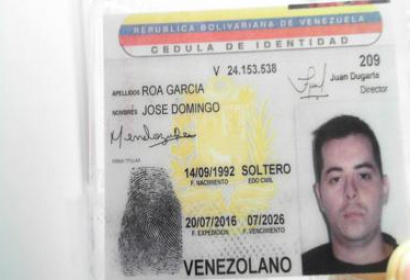 REPUBLICA BOLIVARIANA DE VENEZUELA
CEDULA DE IDENTIDAD
V 24.153.538
209
Juan Dugarte
Director
APELLIDOS ROA GARCIA
NOMBRES JOSE DOMINGO
FIRMA TITULAR
14/09/1992 SOLTERO
F. NACIMIENTO EDO CIVIL
20/07/2016 07/2026
F. EXPEDICION F. VENCIMIENTO
VENEZOLANO